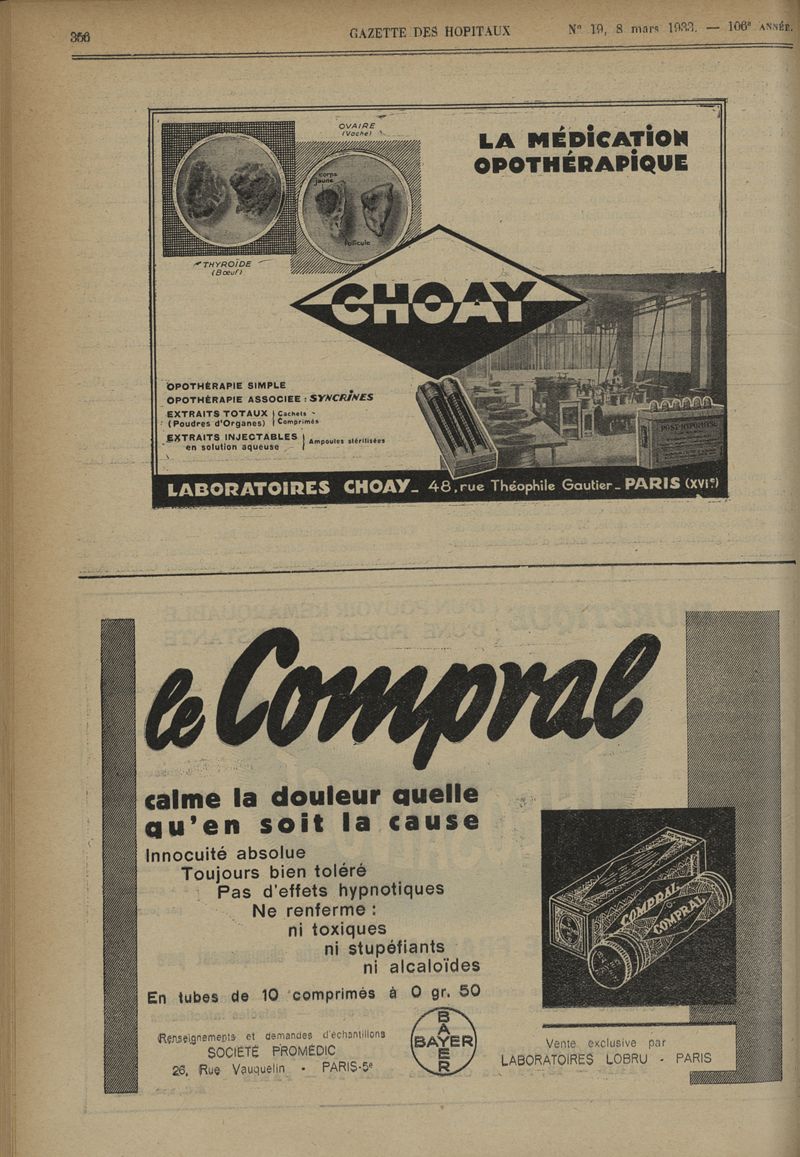 356
GAZETTE DES HOPITAUX
N° 19, 8 mars 1933. — 106e ANNÉE.
OVAIRE
(Vache)
corps
jaune
follicule
THYROÏDE
(Bœuf)
LA MÉDiCATiON
OPOTHÉRAPiQUE
CHOAY
OPOTHÉRAPIE SIMPLE
OPOTHÉRAPIE ASSOCIEE : SYNCRiNES
EXTRAITS TOTAUX
(Poudres d'Organes)
Cachets
Comprimés
EXTRAITS INJECTABLES
en solution aqueuse
Ampoules stérilisées
POST-HYPOPHYSE
LABORATOIRES CHOAY_ 48, rue Théophile Gautier_ PARIS (XVIe)
le Compral
calme la douleur quelle
qu'en soit la cause
Innocuité absolue
Toujours bien toléré
Pas d'effets hypnotiques
Ne renferme :
ni toxiques
ni stupéfiants
ni alcaloïdes
En tubes de 10 comprimés à 0 gr. 50
COMPRAL
COMPRAL
Renseignements et demandes d'échantillons
SOCIÉTÉ PROMÉDIC
26, Rue Vauquelin - PARIS-5e
BAYER
BAYER
Vente exclusive par
LABORATOIRES LOBRU - PARIS